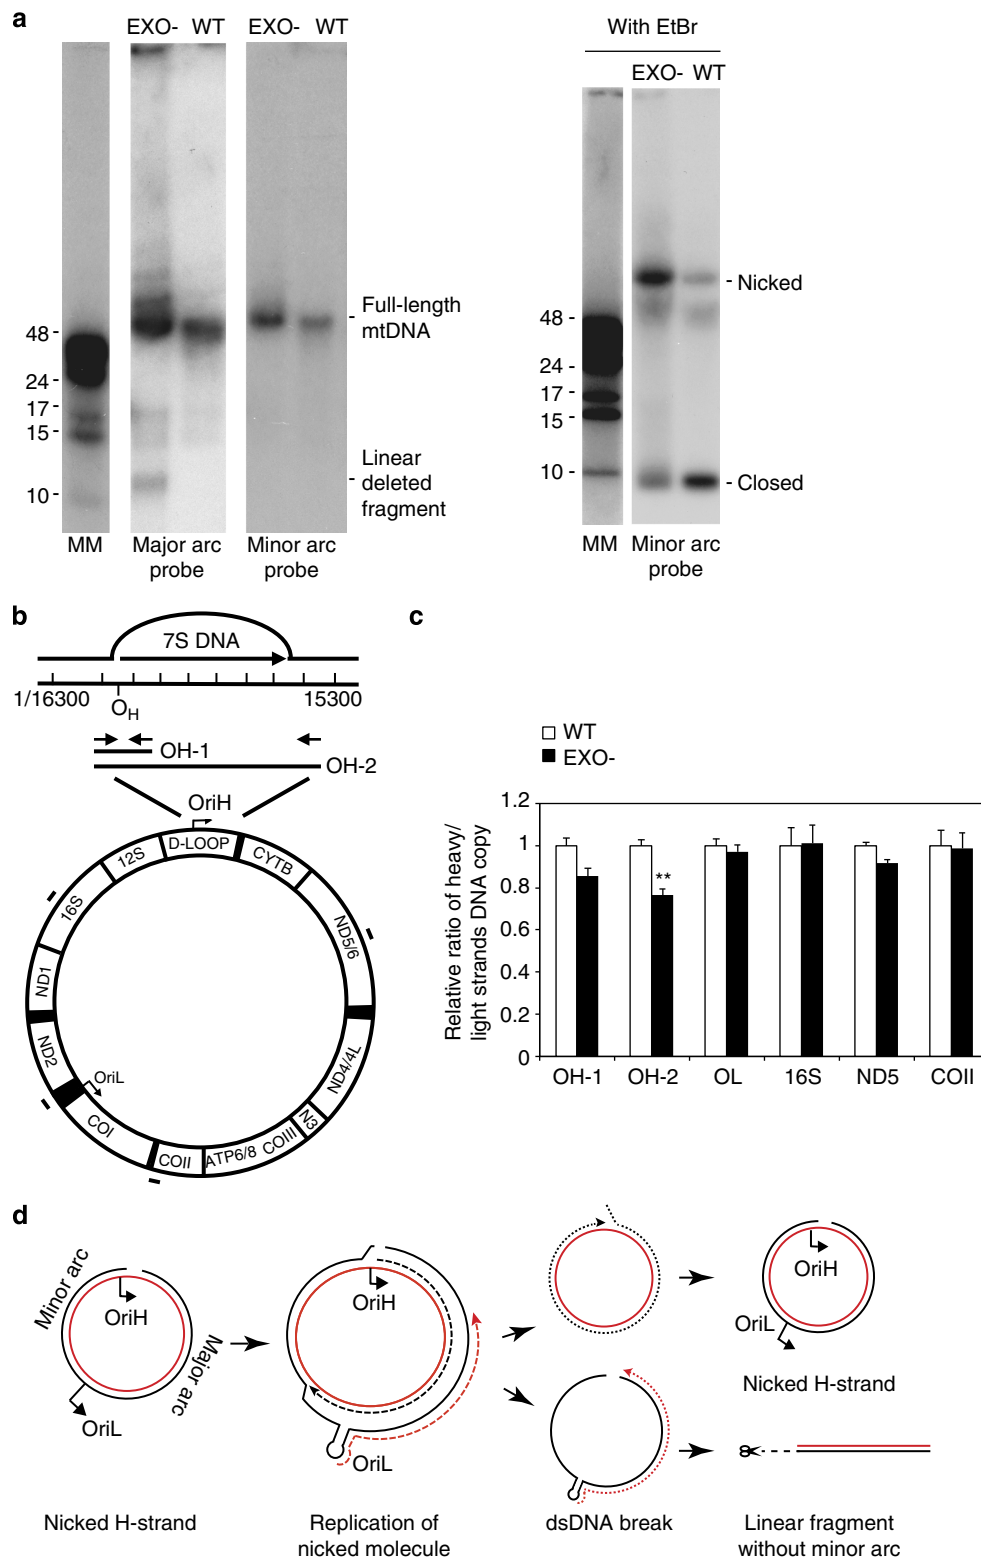 a
EXO- WT EXO- WT
With EtBr
EXO- WT
48 -
24 -
17 -
15 -
10 -
- Full-length
mtDNA
- Linear
deleted
fragment
MM
Major arc
probe
Minor arc
probe
48 -
24 -
17 -
15 -
10 -
- Nicked
- Closed
MM
Minor arc
probe
b
7S DNA
1/16300
15300
OH
OH-1
OH-2
OriH
D-LOOP
CYTB
ND5/6
ND4/4L
N3
COIII
ATP6/8
COII
COI
OriL
ND2
ND1
16S
12S
c
WT
EXO-
Relative ratio of heavy/
light strands DNA copy
1.2
1
0.8
0.6
0.4
0.2
0
**
OH-1 OH-2 OL 16S ND5 COII
d
Minor arc
OriH
Major arc
OriL
Nicked H-strand
OriH
OriL
Replication of
nicked molecule
dsDNA break
OriH
OriL
Nicked H-strand
Linear fragment
without minor arc